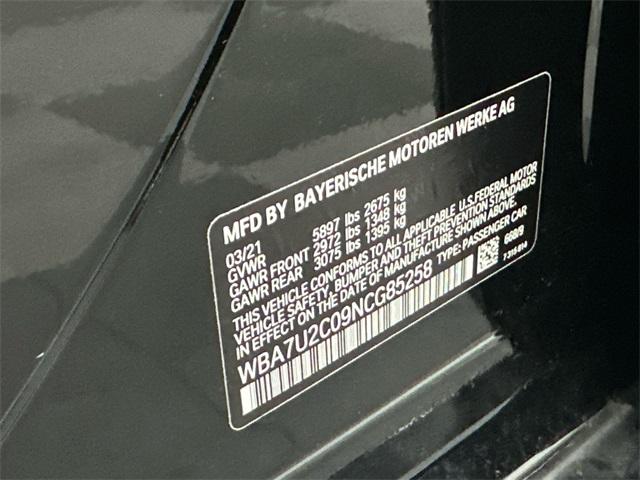 MFD BY BAYERISCHE MOTOREN WERKE AG
03/21
GVWR 5897 lbs 2675 kg
GAWR FRONT 2972 lbs 1348 kg
GAWR REAR 3075 lbs 1395 kg
THIS VEHICLE CONFORMS TO ALL APPLICABLE U.S.FEDERAL MOTOR
VEHICLE SAFETY, BUMPER AND THEFT PREVENTION STANDARDS
IN EFFECT ON THE DATE OF MANUFACTURE SHOWN ABOVE.
WBA7U2C09NCG85258 TYPE: PASSENGER CAR
668/9